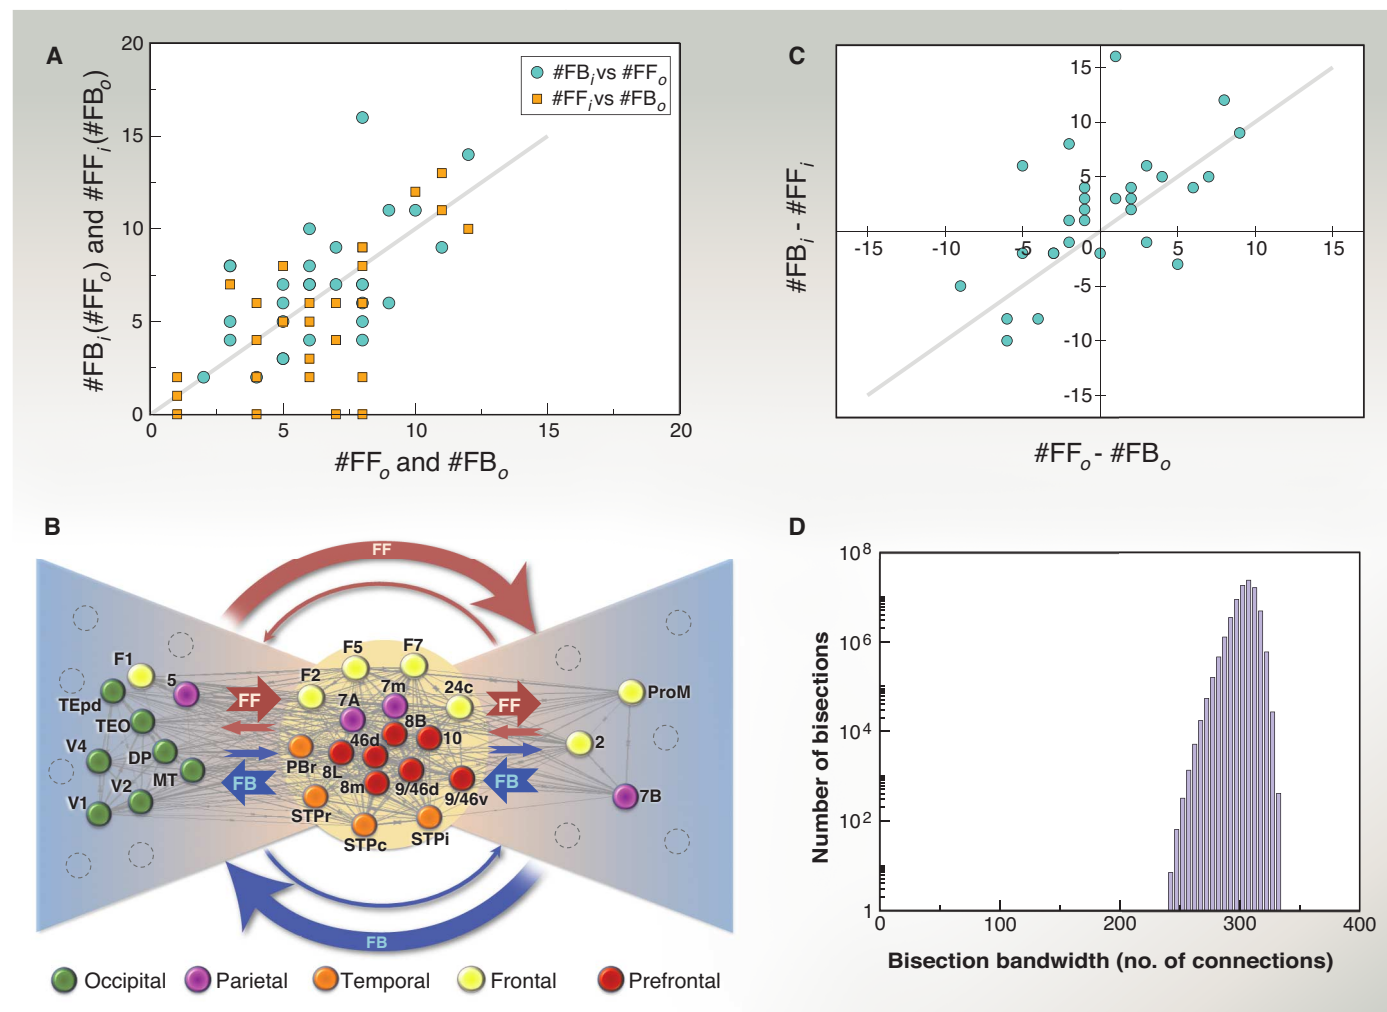 A
#FBi(#FFo) and #FFi(#FBo)
20
15
10
5
0
#FBi vs #FFo
#FFi vs #FBo
0 5 10 15 20
#FFo and #FBo
C
#FBi - #FFi
15
10
5
-15 -10 -5 0 5 10 15
-5
-10
-15
#FFo - #FBo
B
FF
F5 F7
F1 5 F2 7A 7m 24c
TEpd FF FF ProM
TEO 8B
V4 DP 46d 10 2
MT PBr 8L
V2 FB 8m 9/46d FB
V1 STPr 9/46v 7B
STPc STPi
FB
Occipital Parietal Temporal Frontal Prefrontal
D
Number of bisections
10^8
10^6
10^4
10^2
1
0 100 200 300 400
Bisection bandwidth (no. of connections)